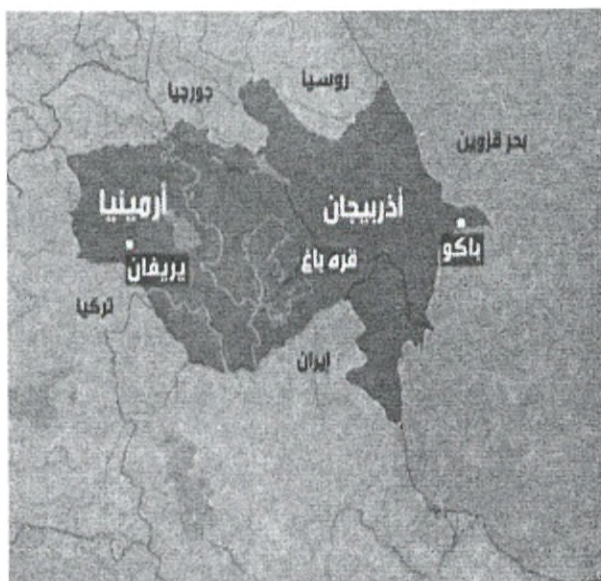 روسيا
جورجيا
بحر قزوين
أرمينيا
أذربيجان
باكو
قره باغ
يريفان
تركيا
ايران